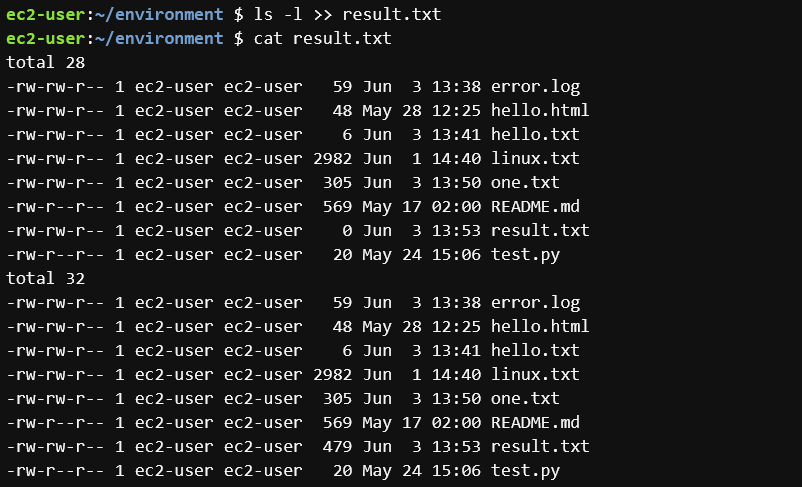 ec2-user:~/environment $ ls -l >> result.txt
ec2-user:~/environment $ cat result.txt
total 28
-rw-rw-r-- 1 ec2-user ec2-user   59 Jun  3 13:38 error.log
-rw-rw-r-- 1 ec2-user ec2-user   48 May 28 12:25 hello.html
-rw-rw-r-- 1 ec2-user ec2-user    6 Jun  3 13:41 hello.txt
-rw-rw-r-- 1 ec2-user ec2-user 2982 Jun  1 14:40 linux.txt
-rw-rw-r-- 1 ec2-user ec2-user  305 Jun  3 13:50 one.txt
-rw-r--r-- 1 ec2-user ec2-user  569 May 17 02:00 README.md
-rw-rw-r-- 1 ec2-user ec2-user    0 Jun  3 13:53 result.txt
-rw-r--r-- 1 ec2-user ec2-user   20 May 24 15:06 test.py
total 32
-rw-rw-r-- 1 ec2-user ec2-user   59 Jun  3 13:38 error.log
-rw-rw-r-- 1 ec2-user ec2-user   48 May 28 12:25 hello.html
-rw-rw-r-- 1 ec2-user ec2-user    6 Jun  3 13:41 hello.txt
-rw-rw-r-- 1 ec2-user ec2-user 2982 Jun  1 14:40 linux.txt
-rw-rw-r-- 1 ec2-user ec2-user  305 Jun  3 13:50 one.txt
-rw-r--r-- 1 ec2-user ec2-user  569 May 17 02:00 README.md
-rw-rw-r-- 1 ec2-user ec2-user  479 Jun  3 13:53 result.txt
-rw-r--r-- 1 ec2-user ec2-user   20 May 24 15:06 test.py